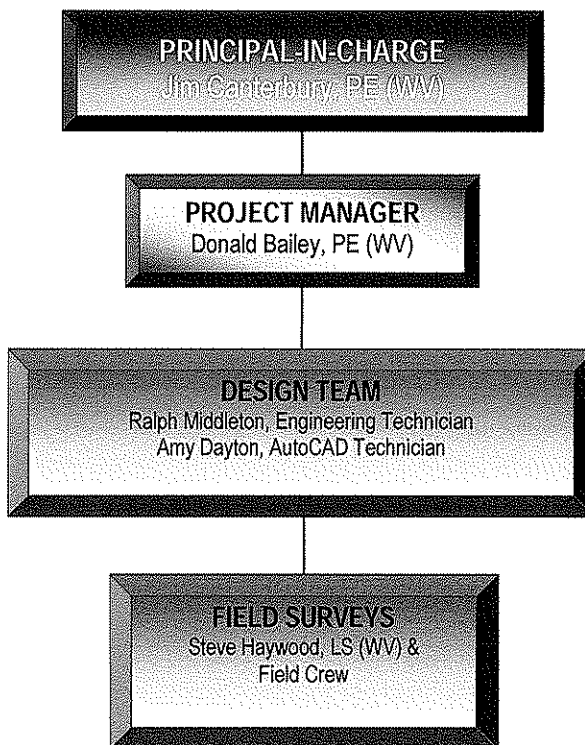 PRINCIPAL-IN-CHARGE
Jim Canterbury, PE (WV)
PROJECT MANAGER
Donald Bailey, PE (WV)
DESIGN TEAM
Ralph Middleton, Engineering Technician
Amy Dayton, AutoCAD Technician
FIELD SURVEYS
Steve Haywood, LS (WV) &
Field Crew